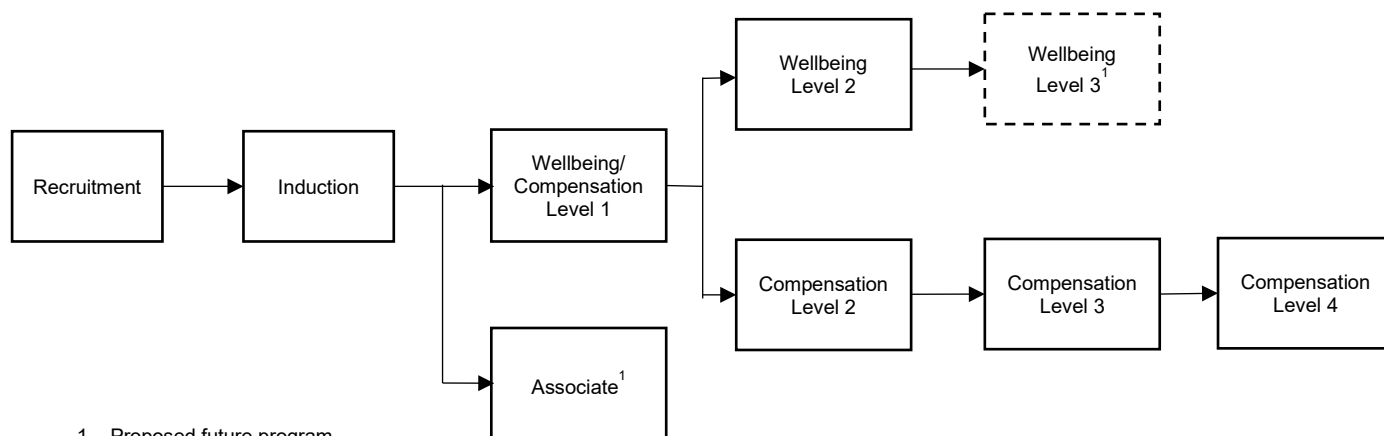 Recruitment
Induction
Wellbeing/
Compensation
Level 1
Associate¹
Wellbeing
Level 2
Wellbeing
Level 3¹
Compensation
Level 2
Compensation
Level 3
Compensation
Level 4
1 Proposed future program